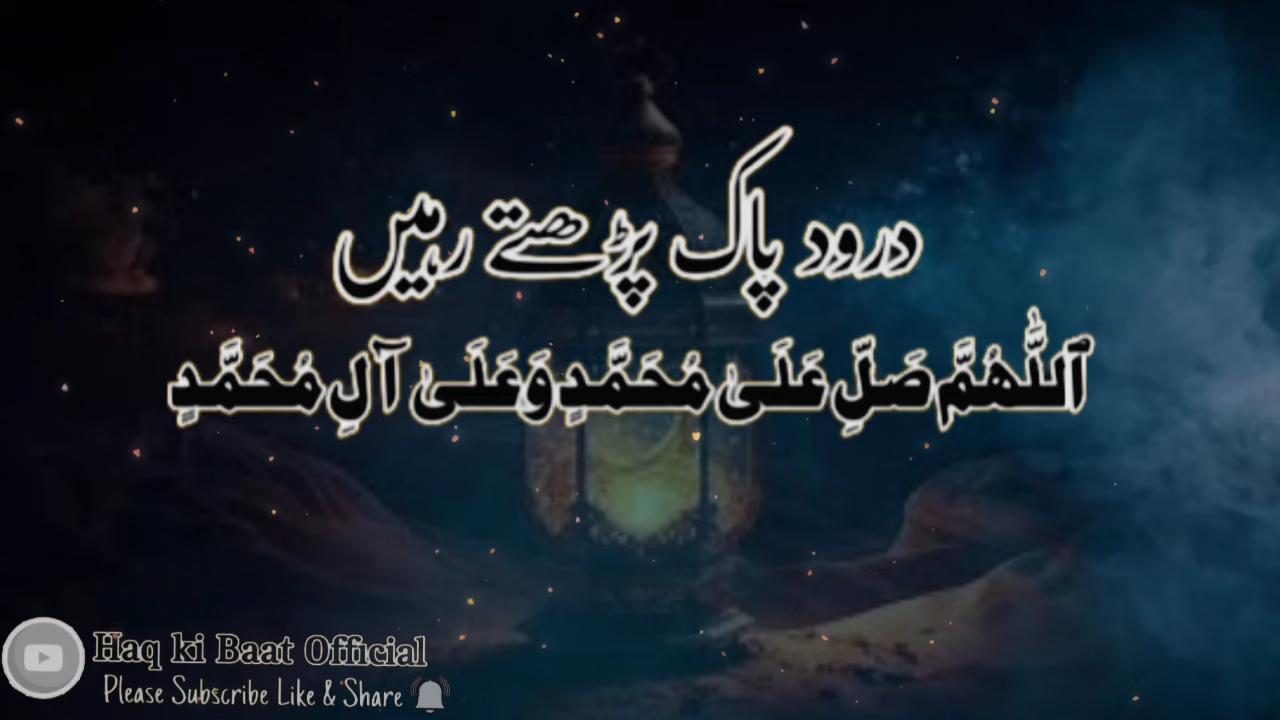 درود پاک پڑھتے رہیں
اَللّٰهُمَّ صَلِّ عَلَىٰ مُحَمَّدٍ وَعَلَىٰ آلِ مُحَمَّدٍ
Haq ki Baat Official
Please Subscribe Like & Share